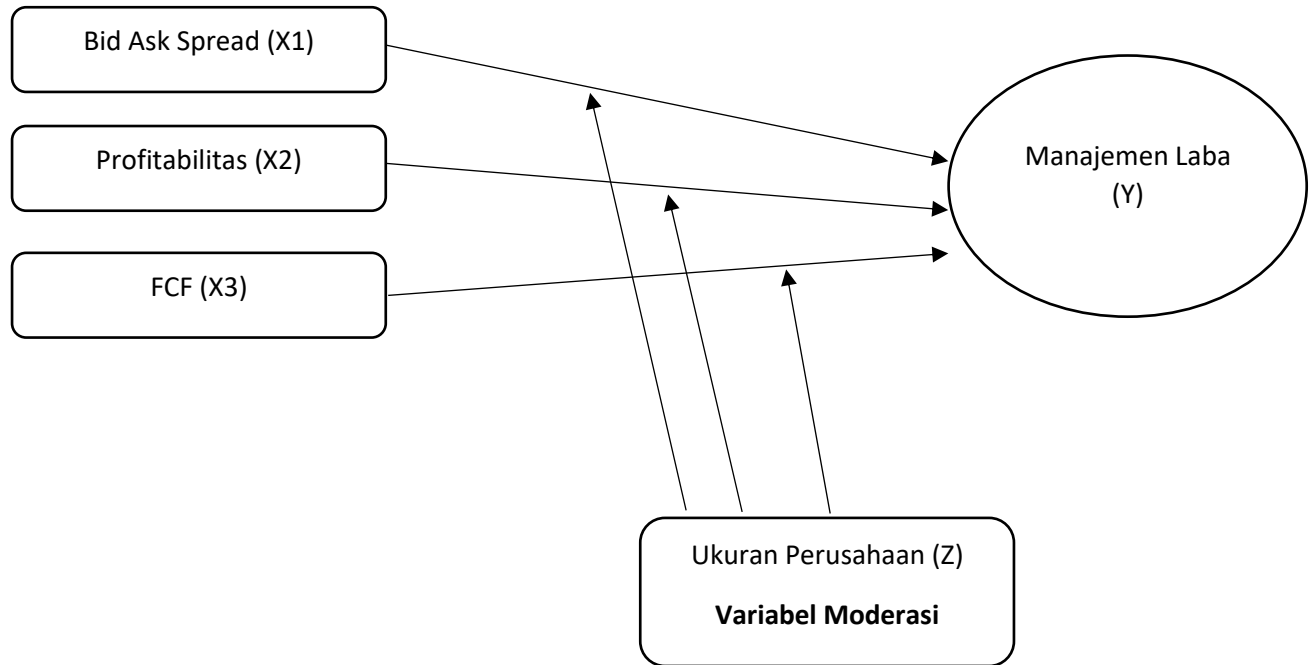 Bid Ask Spread (X1)
Profitabilitas (X2)
FCF (X3)
Manajemen Laba
(Y)
Ukuran Perusahaan (Z)
Variabel Moderasi